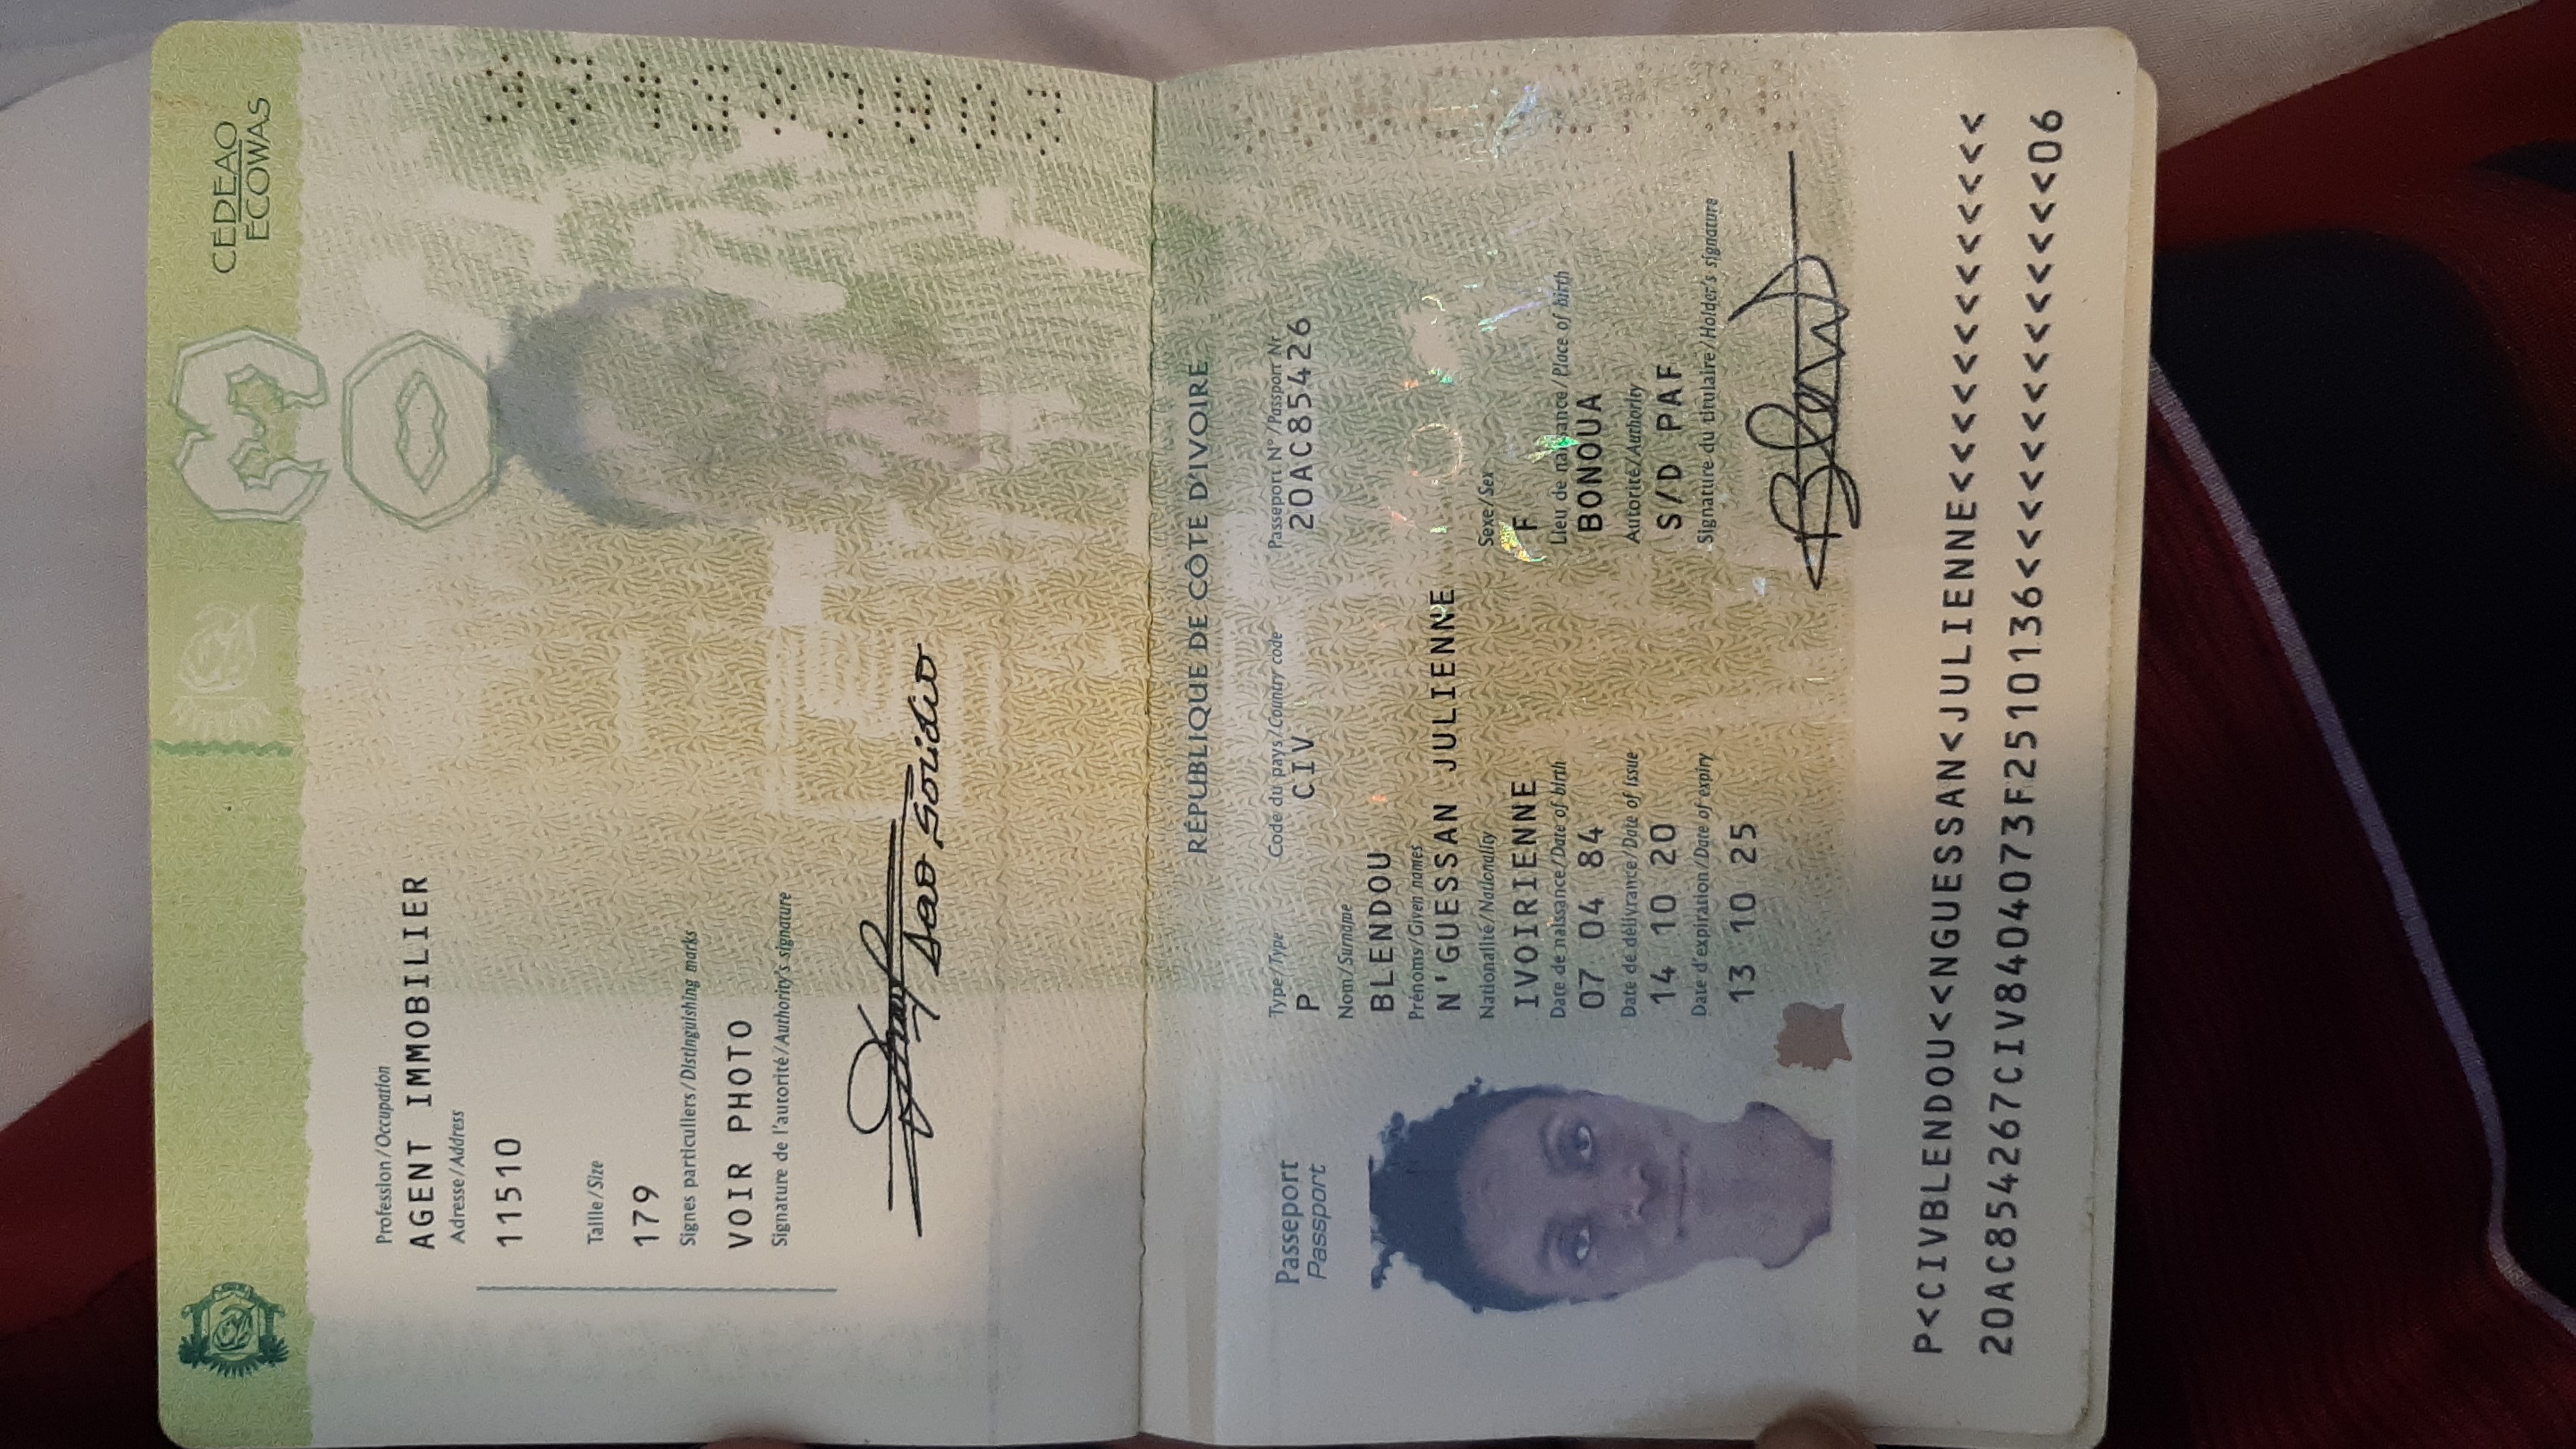 CEDEAO
ECOWAS
Profession/Occupation
AGENT IMMOBILIER
Adresse/Address
11510
Taille/Size
179
Signes particuliers/Distinguishing marks
VOIR PHOTO
Signature de l'autorité/Authority's signature
RÉPUBLIQUE DE CÔTE D'IVOIRE
Passeport
Passport
Type/Type
Code du pays/Country code
Passeport N°/Passport Nr
P
CIV
20AC85426
Nom/Surname
BLENDOU
Prénoms/Given names
N'GUESSAN JULIENNE
Nationalité/Nationality
Sexe/Sex
IVOIRIENNE
F
Date de naissance/Date of birth
Lieu de naissance/Place of birth
07 04 84
BONOUA
Date de délivrance/Date of issue
Autorité/Authority
14 10 20
S/D PAF
Date d'expiration/Date of expiry
Signature du titulaire/Holder's signature
13 10 25
P<CIVBLENDOU<<NGUESSAN<JULIENNE<<<<<<<<<<<<<
20AC854267CIV8404073F2510136<<<<<<<<<<<<<<06